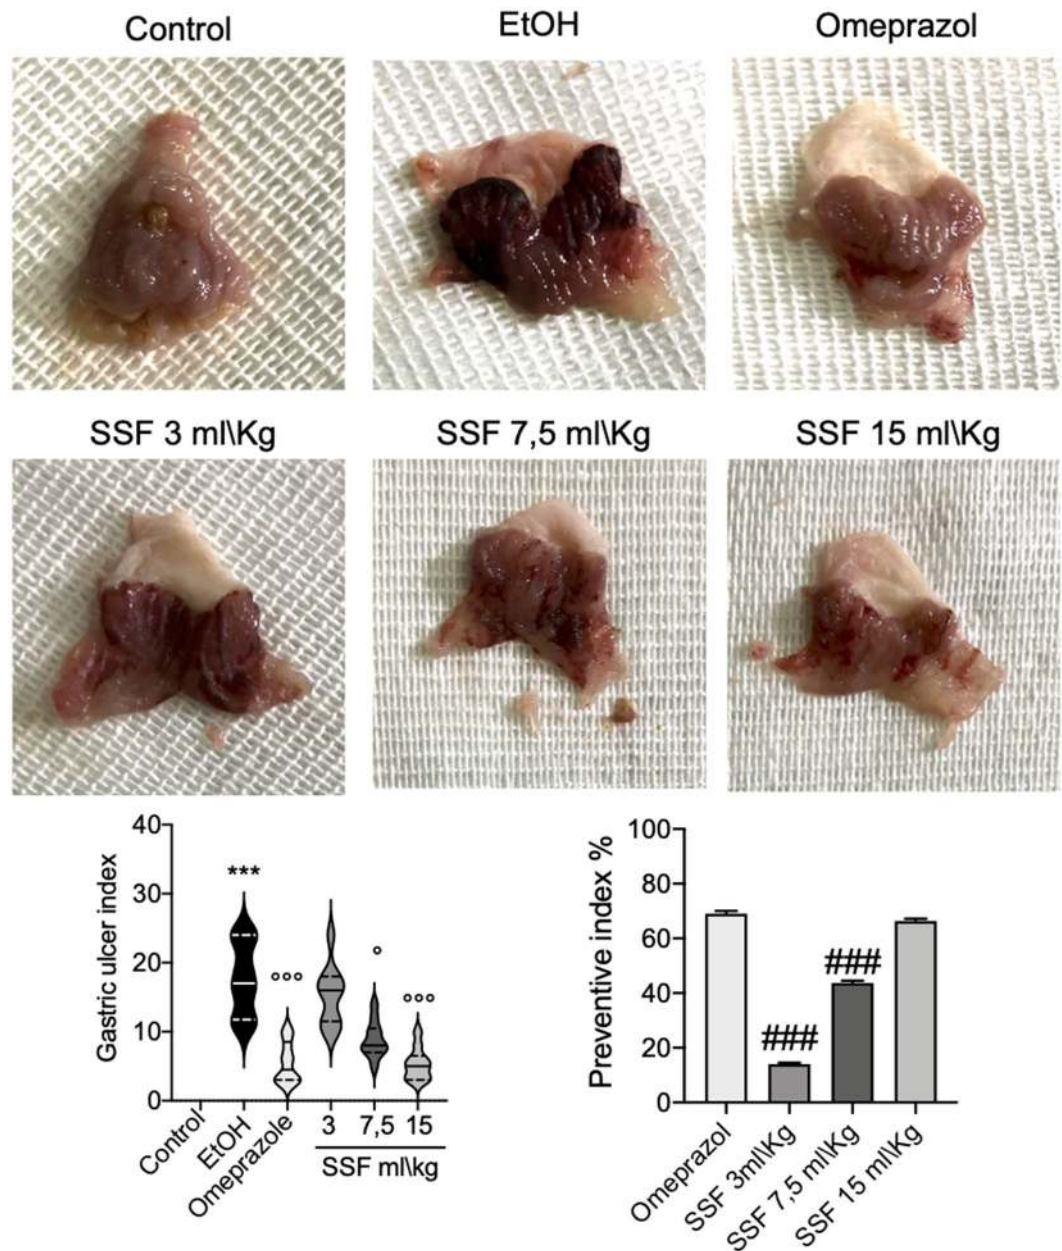 Control
EtOH
Omeprazol
SSF 3 ml\Kg
SSF 7,5 ml\Kg
SSF 15 ml\Kg
Gastric ulcer index
40
30
20
10
0
***
°°°
°
°°°
Control
EtOH
Omeprazole
3
7,5
15
SSF ml\kg
Preventive index %
100
80
60
40
20
0
###
###
Omeprazol
SSF 3ml\Kg
SSF 7,5 ml\Kg
SSF 15 ml\Kg